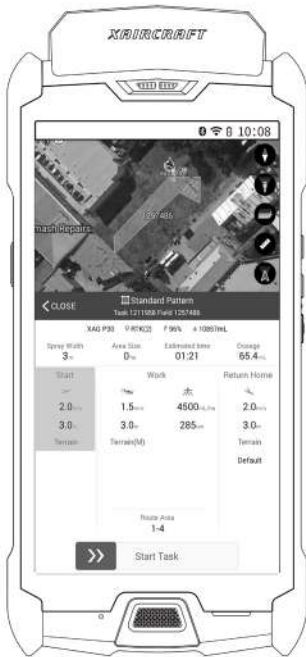 XAIRCRAFT
10:08
1257486
mash Repairs
CLOSE
Standard Pattern
Task 1211958 Field 1257486
XAG P30 RTK(2) 96% 10867mL
Spray Width Area Size Estimated time Dosage
3 0 01:21 65.4
Start Work Return Home
2.0 1.5 4500 2.0
3.0 3.0 285 3.0
Terrain Terrain(M) Terrain
Default
Route Area
1-4
Start Task